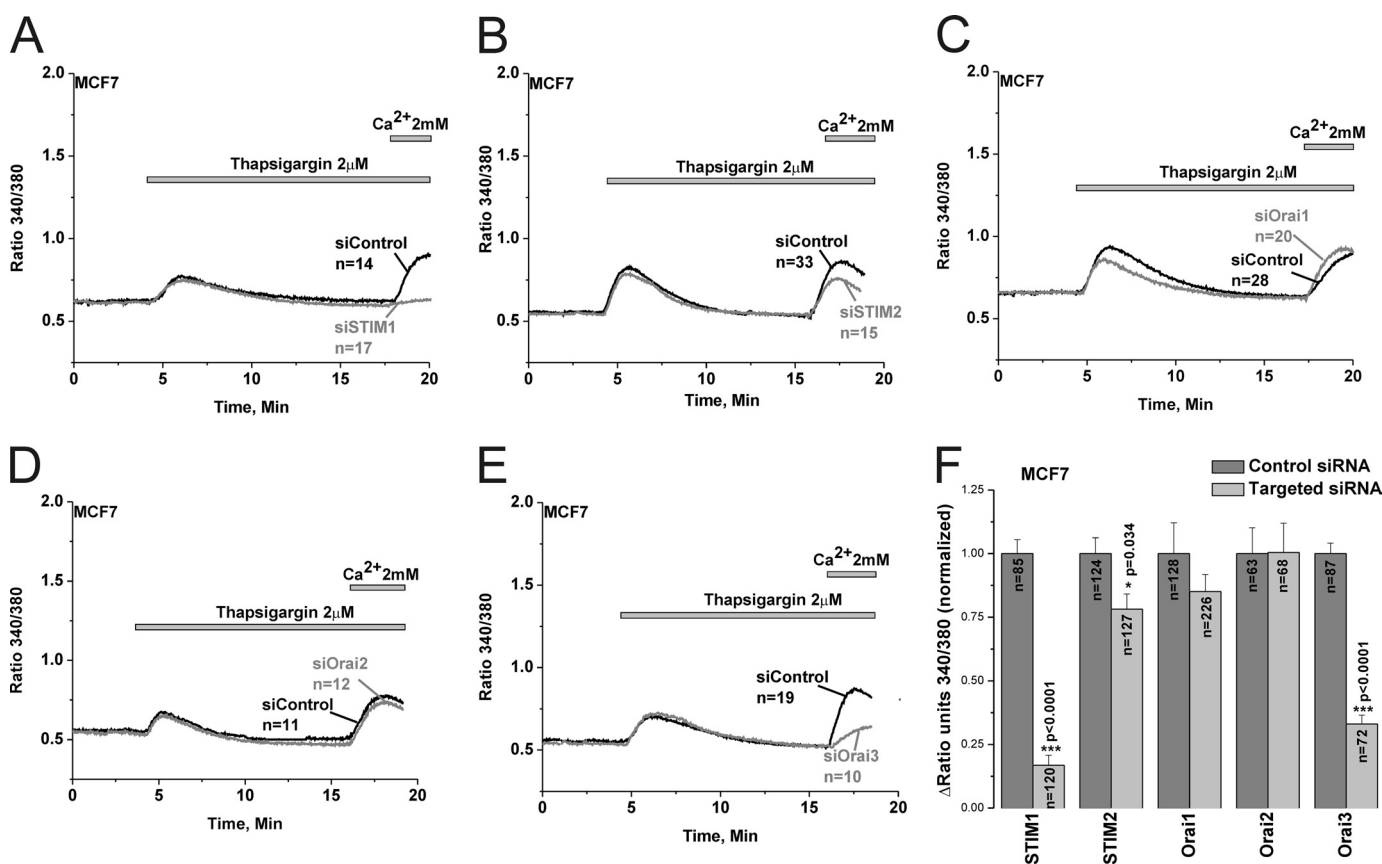 A
MCF7
Ca2+2mM
Thapsigargin 2μM
siControl
n=14
siSTIM1
n=17
Ratio 340/380
2.0
1.5
1.0
0.5
0 5 10 15 20
Time, Min
B
MCF7
Ca2+2mM
Thapsigargin 2μM
siControl
n=33
siSTIM2
n=15
Ratio 340/380
2.0
1.5
1.0
0.5
0 5 10 15 20
Time, Min
C
MCF7
Ca2+2mM
Thapsigargin 2μM
siOrai1
n=20
siControl
n=28
Ratio 340/380
2.0
1.5
1.0
0.5
0 5 10 15 20
Time, Min
D
MCF7
Ca2+2mM
Thapsigargin 2μM
siOrai2
n=12
siControl
n=11
Ratio 340/380
2.0
1.5
1.0
0.5
0 5 10 15 20
Time, Min
E
MCF7
Ca2+2mM
Thapsigargin 2μM
siControl
n=19
siOrai3
n=10
Ratio 340/380
2.0
1.5
1.0
0.5
0 5 10 15 20
Time, Min
F
MCF7
Control siRNA
Targeted siRNA
ΔRatio units 340/380 (normalized)
1.25
1.00
0.75
0.50
0.25
0.00
n=85
n=120
*** p<0.0001
n=124
n=127
* p=0.034
n=128
n=226
n=63
n=68
n=87
n=72
*** p<0.0001
STIM1
STIM2
Orai1
Orai2
Orai3